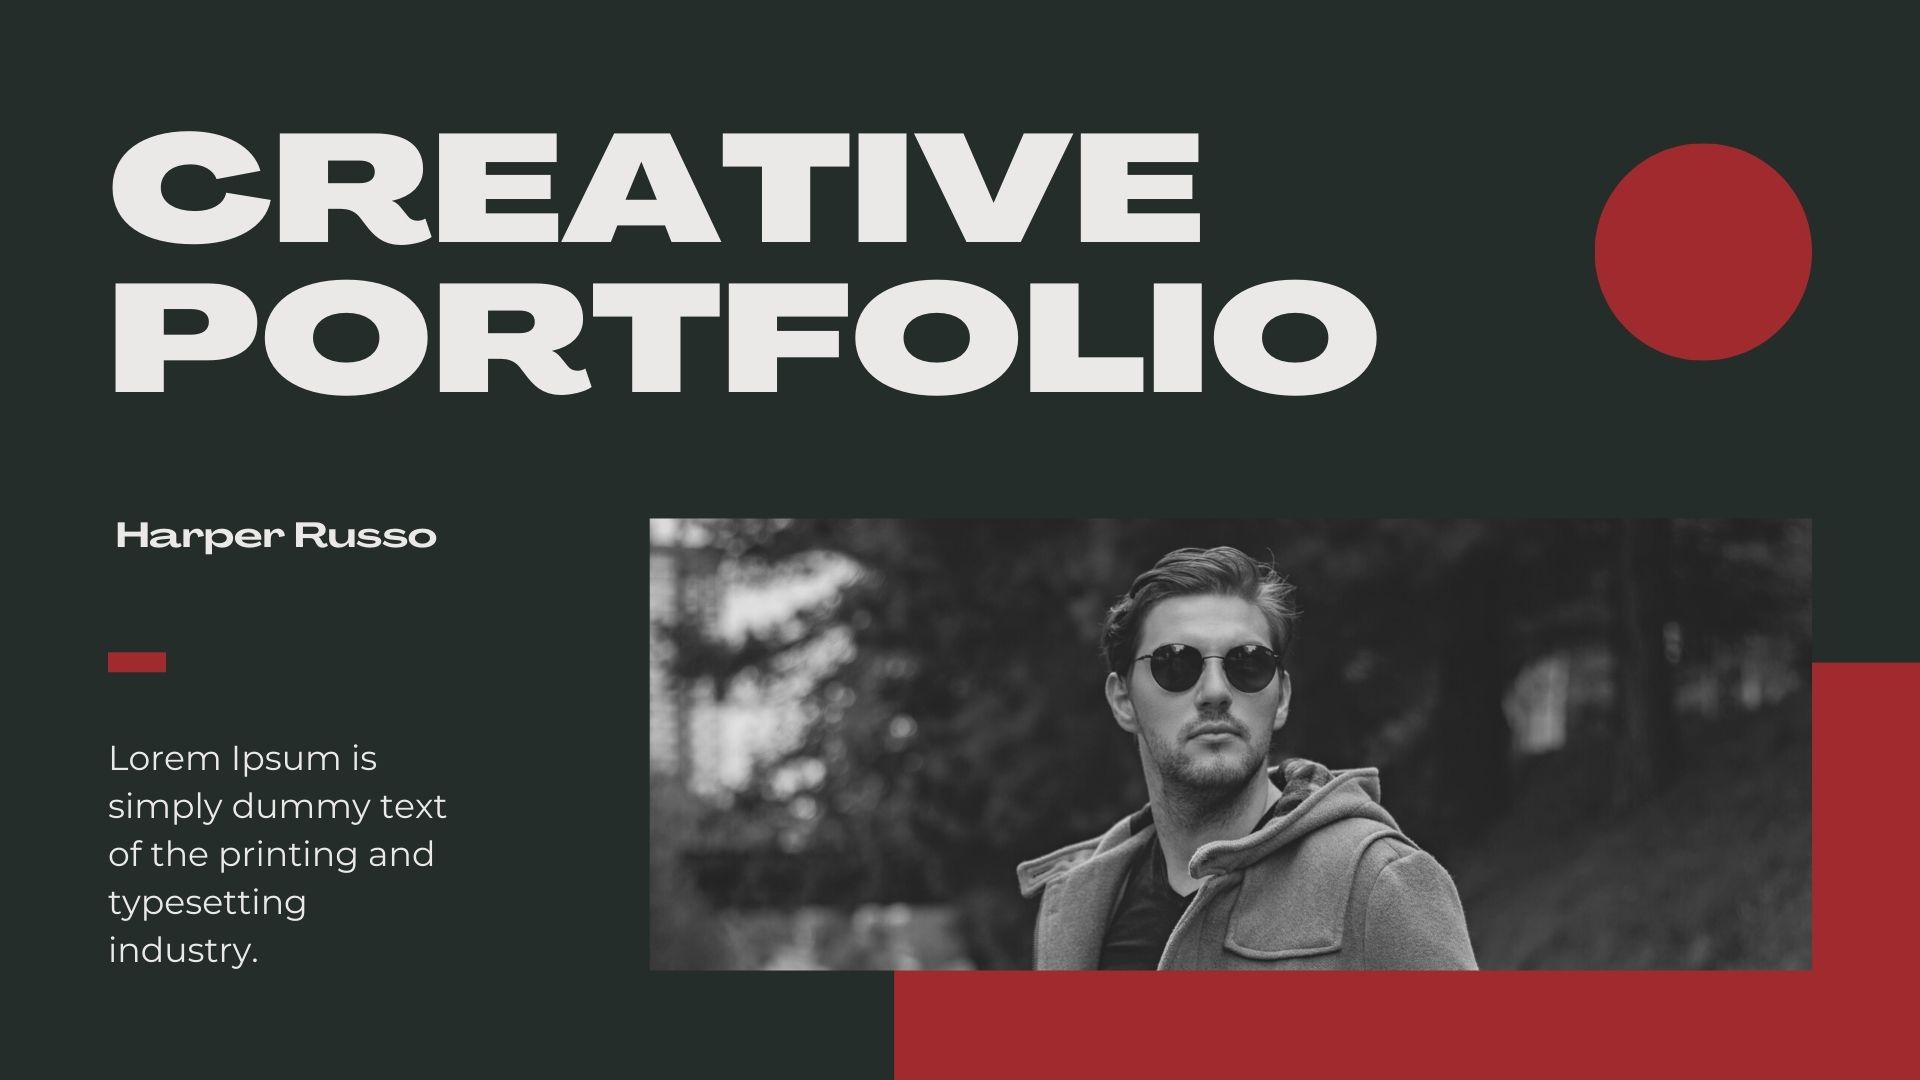 CREATIVE
PORTFOLIO
Harper Russo
Lorem Ipsum is
simply dummy text
of the printing and
typesetting
industry.